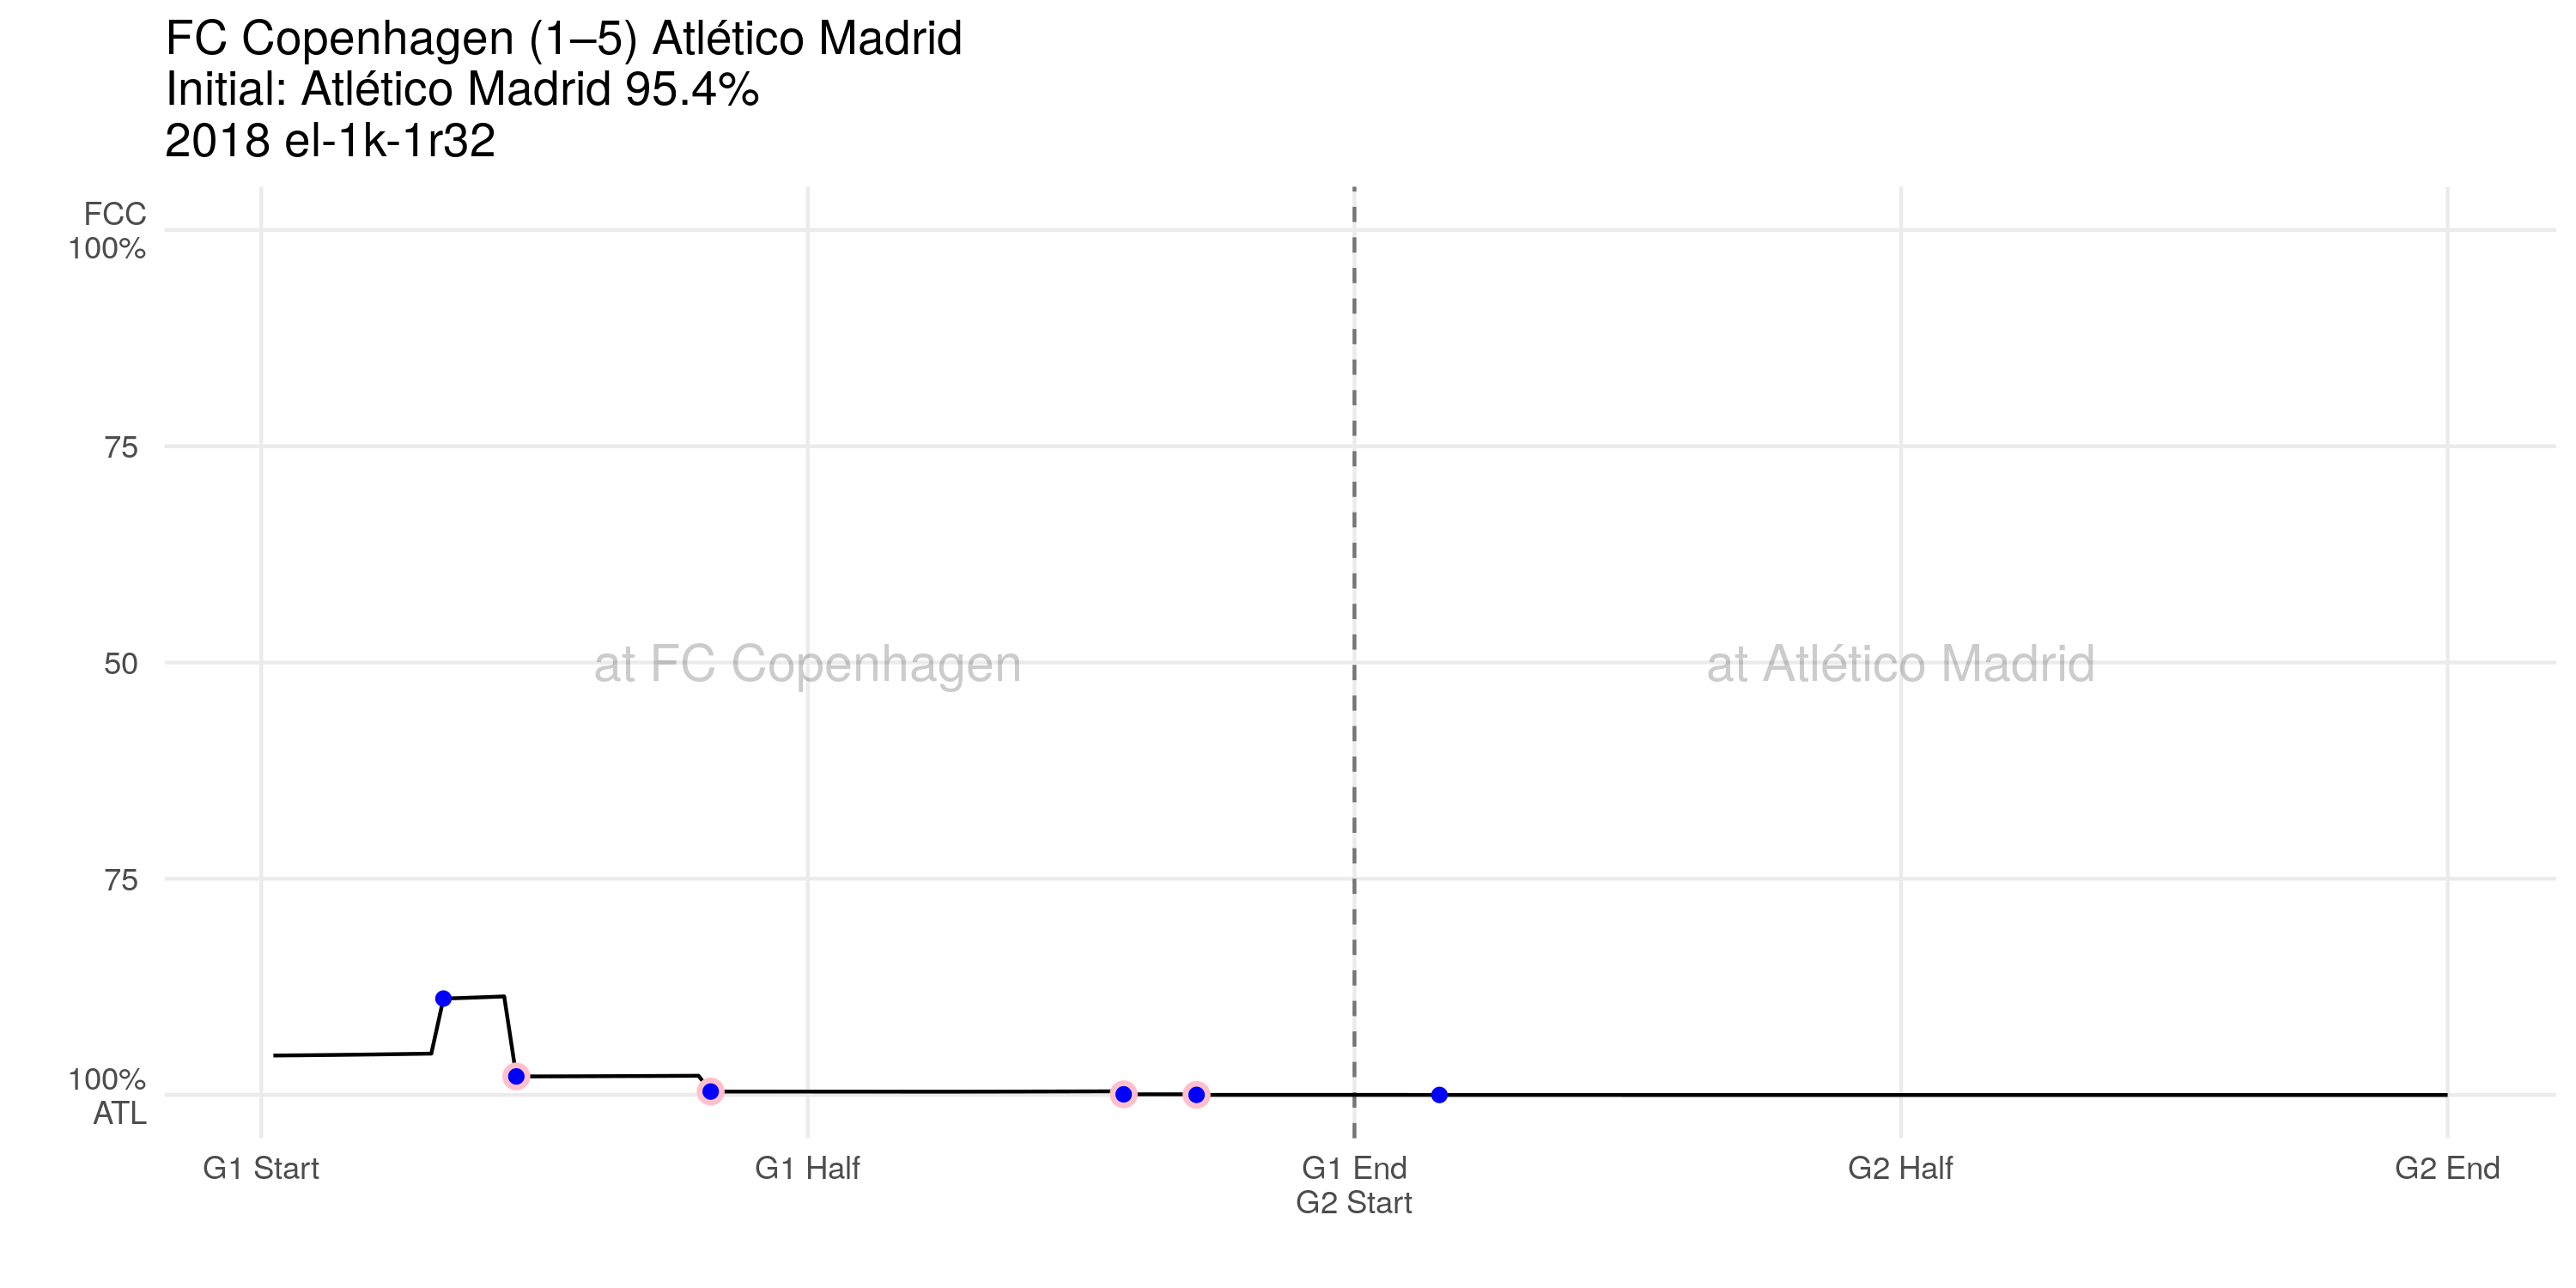 FC Copenhagen (1–5) Atlético Madrid
Initial: Atlético Madrid 95.4%
2018 el-1k-1r32
FCC
100%
75
50
75
100%
ATL
at FC Copenhagen
at Atlético Madrid
G1 Start
G1 Half
G1 End
G2 Start
G2 Half
G2 End